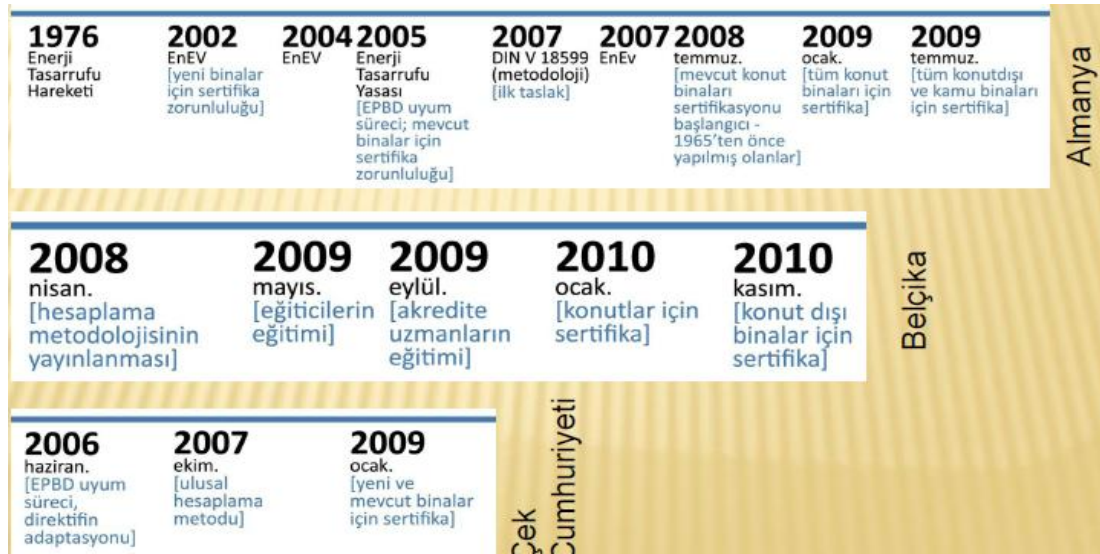 1976
Enerji
Tasarrufu
Hareketi
2002
EnEV
[yeni binalar
için sertifika
zorunluluğu]
2004
EnEV
2005
Enerji
Tasarrufu
Yasası
[EPBD uyum
süreci; mevcut
binalar için
sertifika
zorunluluğu]
2007
DIN V 18599
(metodoloji)
[ilk taslak]
2007
EnEv
2008
temmuz.
[mevcut konut
binaları
sertifikasyonu
başlangıcı -
1965'ten önce
yapılmış olanlar]
2009
ocak.
[tüm konut
binaları için
sertifika]
2009
temmuz.
[tüm konutdışı
ve kamu binaları
için sertifika]
Almanya
2008
nisan.
[hesaplama
metodolojisinin
yayınlanması]
2009
mayıs.
[eğiticilerin
eğitimi]
2009
eylül.
[akredite
uzmanların
eğitimi]
2010
ocak.
[konutlar için
sertifika]
2010
kasım.
[konut dışı
binalar için
sertifika]
Belçika
2006
haziran.
[EPBD uyum
süreci,
direktifin
adaptasyonu]
2007
ekim.
[ulusal
hesaplama
metodu]
2009
ocak.
[yeni ve
mevcut binalar
için sertifika]
Çek
Cumhuriyeti